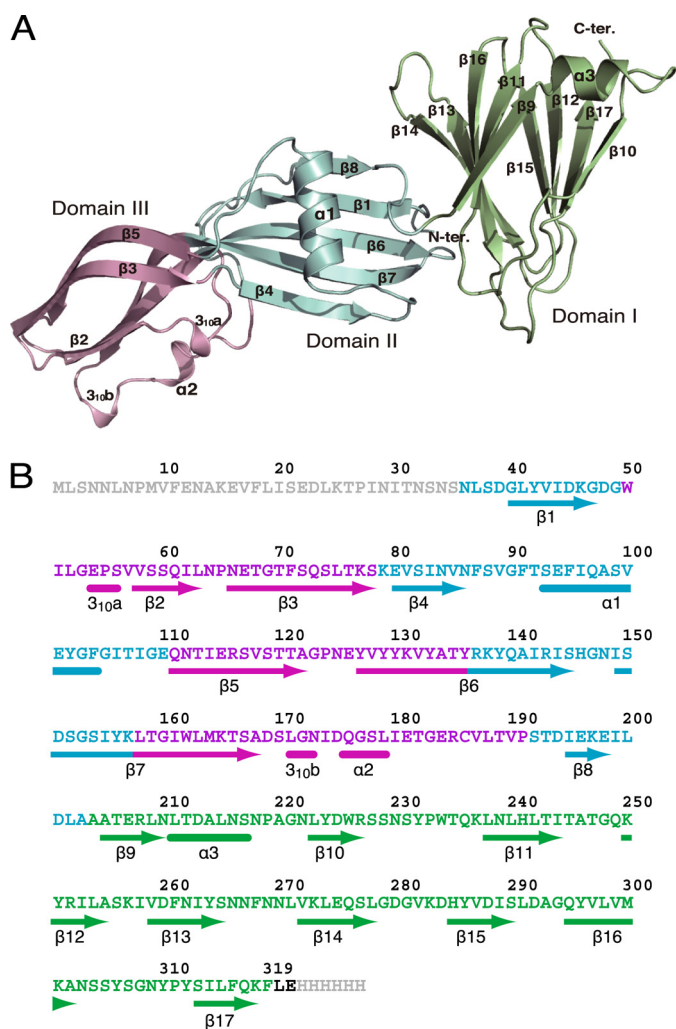 A
C-ter.
β16
α3
β11
β12
β13
β9
β17
β14
β10
β15
β8
Domain III
α1
β1
β5
N-ter.
β6
β3
β7
β4
Domain I
3₁₀a
β2
Domain II
α2
3₁₀b
B
10 20 30 40 50
MLSNNLNPMVFENAKEVFLISEDLKTPINITNSNSNLSDGLYVIDKGDGW
β1
60 70 80 90 100
ILGEPSVVSSQILNPNETGTFSQSLTKSKEVSINVNFSVGFTSEFIQASV
3₁₀a β2 β3 β4 α1
110 120 130 140 150
EYGFGITIGEQNTIERSVSTTAGPNEYVYYKVYATYRKYQAIRISHGNIS
β5 β6
160 170 180 190 200
DSGSIYKLTGIWLMKTSADSLGNIDQGSLIETGERCVLTVPSTDIEKEIL
β7 3₁₀b α2 β8
210 220 230 240 250
DLAAATERLNLTDALNSNPAGNLYDWRSSNSYPWTQKLNLHLTITATGQK
β9 α3 β10 β11
260 270 280 290 300
YRILASKIVDFNIYSNNFNNLVKLEQSLGDGVKDHYVDISLDAGQYVLVM
β12 β13 β14 β15 β16
310 319
KANSSYSGNYPYSILFQKFLEHHHHHH
β17